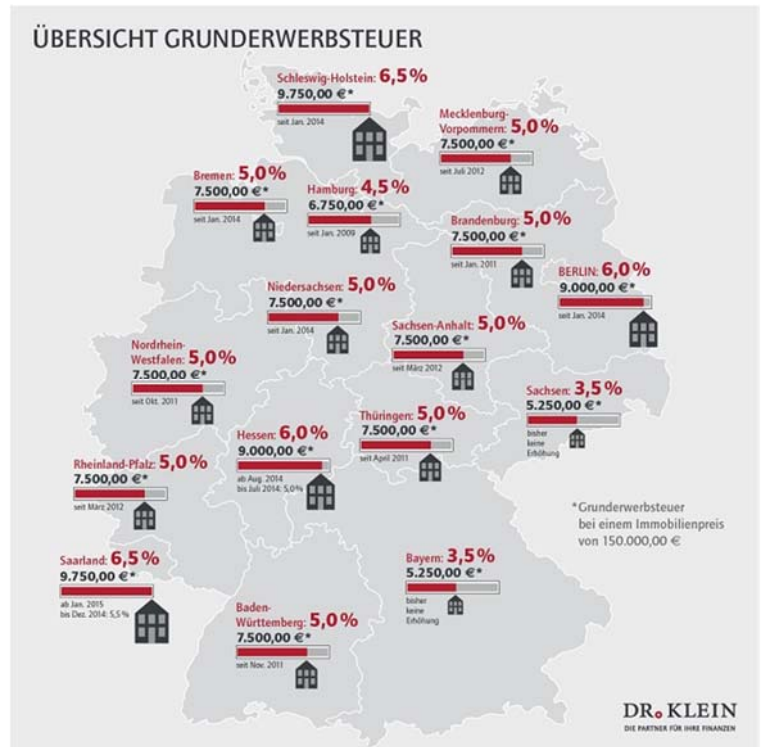 ÜBERSICHT GRUNDERWERBSTEUER
Schleswig-Holstein: 6,5%
9.750,00 €*
seit Jan. 2014
Mecklenburg-
Vorpommern: 5,0%
7.500,00 €*
seit Juli 2012
Bremen: 5,0%
7.500,00 €*
seit Jan. 2014
Hamburg: 4,5%
6.750,00 €*
seit Jan. 2009
Brandenburg: 5,0%
7.500,00 €*
seit Jan. 2011
BERLIN: 6,0%
9.000,00 €*
seit Jan. 2014
Niedersachsen: 5,0%
7.500,00 €*
seit Jan. 2014
Sachsen-Anhalt: 5,0%
7.500,00 €*
seit März 2012
Nordrhein-
Westfalen: 5,0%
7.500,00 €*
seit Okt. 2011
Sachsen: 3,5%
5.250,00 €*
bisher
keine
Erhöhung
Thüringen: 5,0%
7.500,00 €*
seit April 2011
Hessen: 6,0%
9.000,00 €*
ab Aug. 2014
bis Juli 2014: 5,0%
Rheinland-Pfalz: 5,0%
7.500,00 €*
seit März 2012
*Grunderwerbsteuer
bei einem Immobilienpreis
von 150.000,00 €
Saarland: 6,5%
9.750,00 €*
ab Jan. 2015
bis Dez. 2014: 5,5%
Bayern: 3,5%
5.250,00 €*
bisher
keine
Erhöhung
Baden-
Württemberg: 5,0%
7.500,00 €*
seit Nov. 2011
DR. KLEIN
DIE PARTNER FÜR IHRE FINANZEN